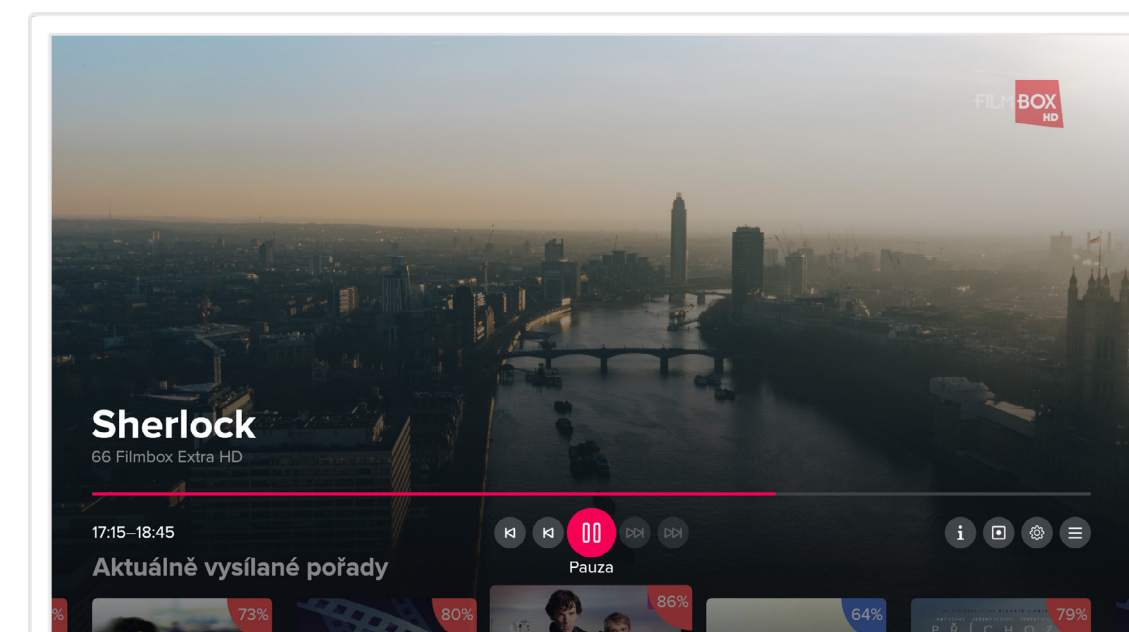 FILMBOX
HD
Sherlock
66 Filmbox Extra HD
17:15–18:45
Pauza
Aktuálně vysílané pořady
%
73%
80%
86%
64%
79%
PŘÍCHOZ